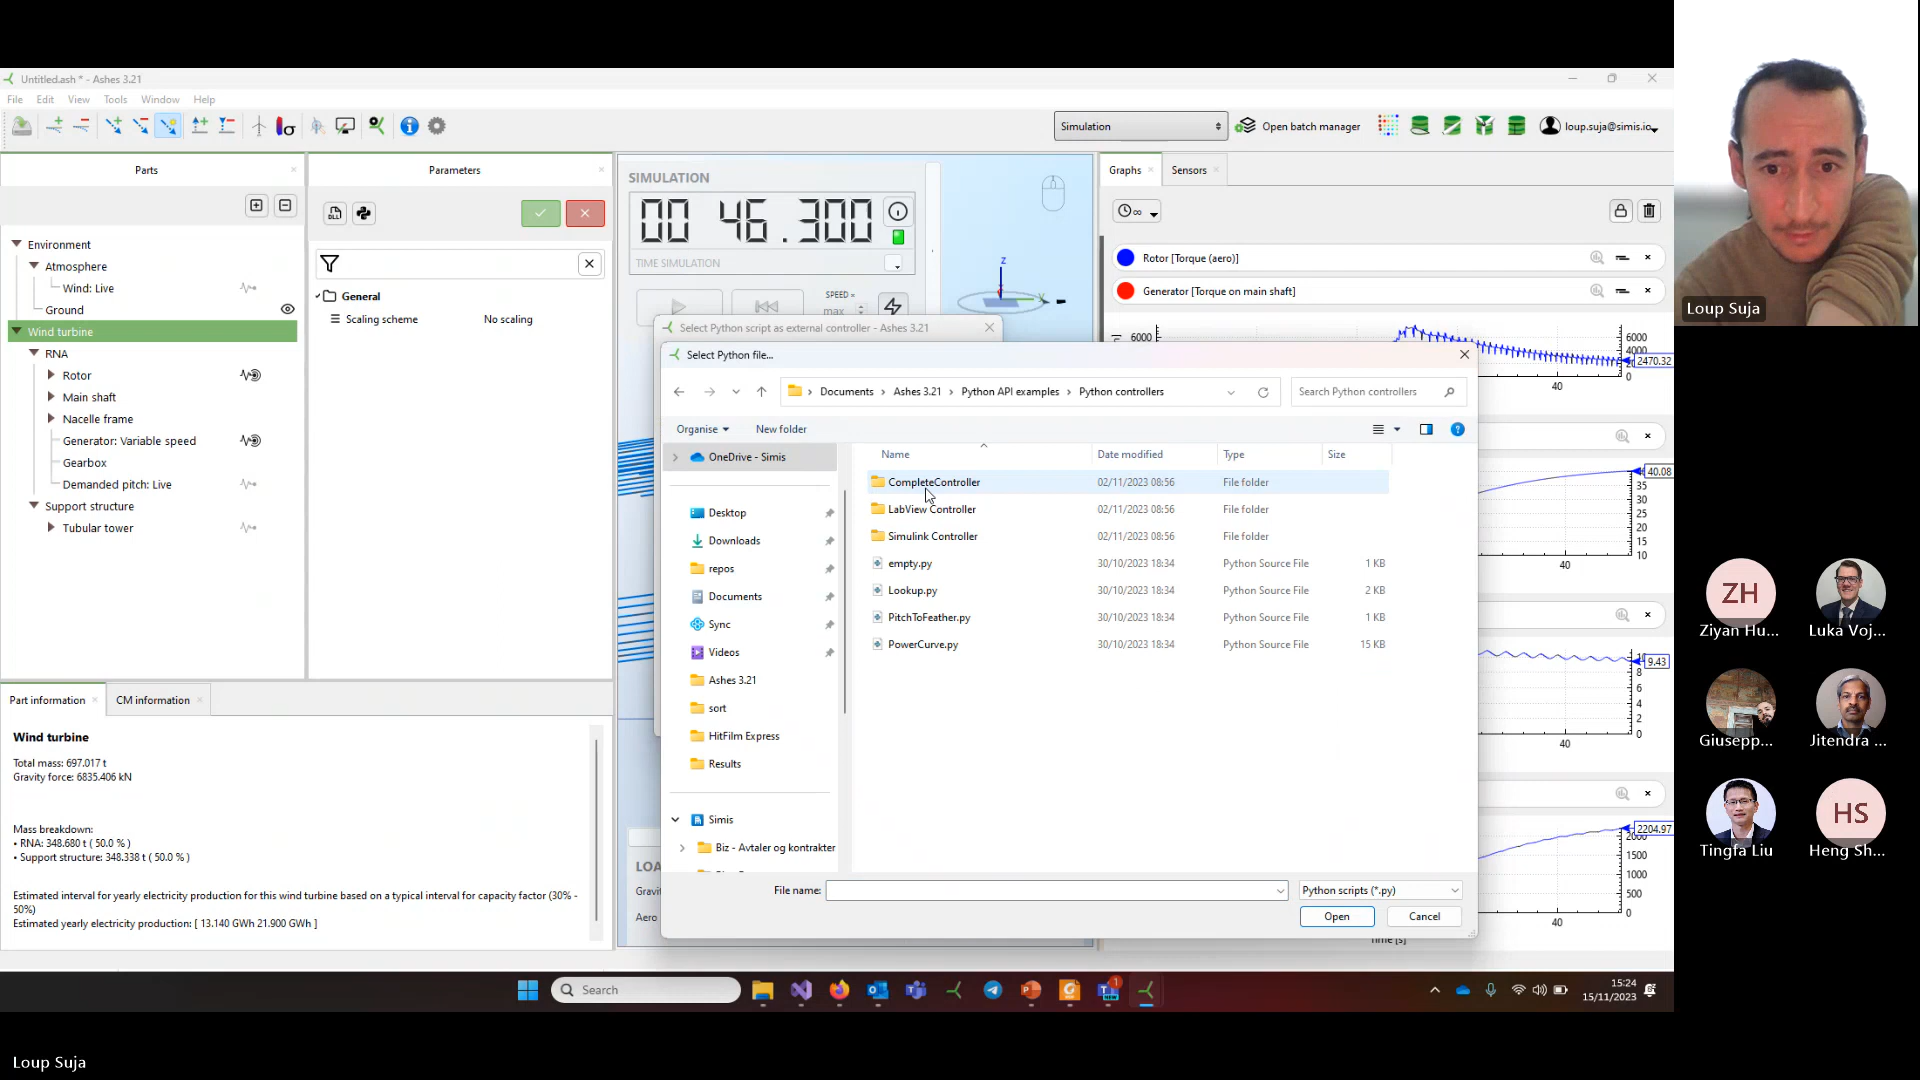 Untitled.ash * - Ashes 3.21
File Edit View Tools Window Help
Simulation
Open batch manager
loup.suja@simis.io
Parts
Environment
Atmosphere
Wind: Live
Ground
Wind turbine
RNA
Rotor
Main shaft
Nacelle frame
Generator: Variable speed
Gearbox
Demanded pitch: Live
Support structure
Tubular tower
Parameters
DLL
General
Scaling scheme No scaling
Part information CM information
Wind turbine
Total mass: 697.017 t
Gravity force: 6835.406 kN
Mass breakdown:
• RNA: 348.680 t ( 50.0 % )
• Support structure: 348.338 t ( 50.0 % )
Estimated interval for yearly electricity production for this wind turbine based on a typical interval for capacity factor (30% -
50%)
Estimated yearly electricity production: [ 13.140 GWh 21.900 GWh ]
SIMULATION
00 46.300
TIME SIMULATION
SPEED =
max
z
Y
LOA
Gravi
Aero
Select Python script as external controller - Ashes 3.21
Select Python file...
Documents Ashes 3.21 Python API examples Python controllers
Search Python controllers
Organise New folder
OneDrive - Simis
Desktop
Downloads
repos
Documents
Sync
Videos
Ashes 3.21
sort
HitFilm Express
Results
Simis
Biz - Avtaler og kontrakter
Name Date modified Type Size
CompleteController 02/11/2023 08:56 File folder
LabView Controller 02/11/2023 08:56 File folder
Simulink Controller 02/11/2023 08:56 File folder
empty.py 30/10/2023 18:34 Python Source File 1 KB
Lookup.py 30/10/2023 18:34 Python Source File 2 KB
PitchToFeather.py 30/10/2023 18:34 Python Source File 1 KB
PowerCurve.py 30/10/2023 18:34 Python Source File 15 KB
File name: Python scripts (*.py)
Open Cancel
Graphs Sensors
∞
Rotor [Torque (aero)]
Generator [Torque on main shaft]
6000
6000
4000
2470.32
0
40
40.08
35
30
25
20
15
10
40
10
9.43
8
6
4
2
0
40
2204.97
2000
1500
1000
500
0
40
Time [s]
Search
1
15:24
15/11/2023
Loup Suja
ZH
Ziyan Hu...
Luka Voj...
Giusepp...
Jitendra ...
Tingfa Liu
HS
Heng Sh...
Loup Suja